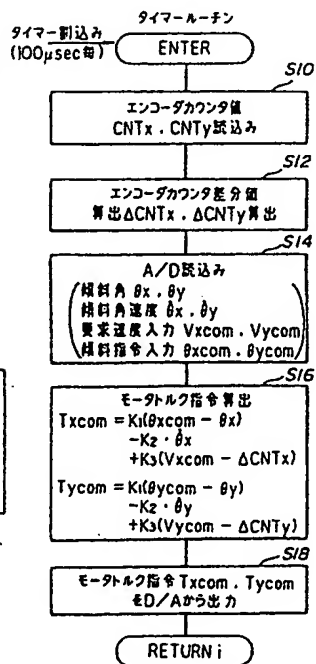 タイマールーチン
タイマー割込み
(100μsec毎)
ENTER
S10
エンコーダカウンタ値
CNTx．CNTy読込み
S12
エンコーダカウンタ差分値
算出ΔCNTx．ΔCNTy算出
S14
A/D読込み
傾斜角 θx．θy
傾斜角速度 θ̇x．θ̇y
要求速度入力 Vxcom．Vycom
傾斜指令入力 θxcom．θycom
S16
モータトルク指令算出
Txcom = K1(θxcom − θx)
−K2・θ̇x
+K3(Vxcom − ΔCNTx)
Tycom = K1(θycom − θy)
−K2・θ̇y
+K3(Vycom − ΔCNTy)
S18
モータトルク指令 Txcom．Tycom
をD/Aから出力
RETURN i